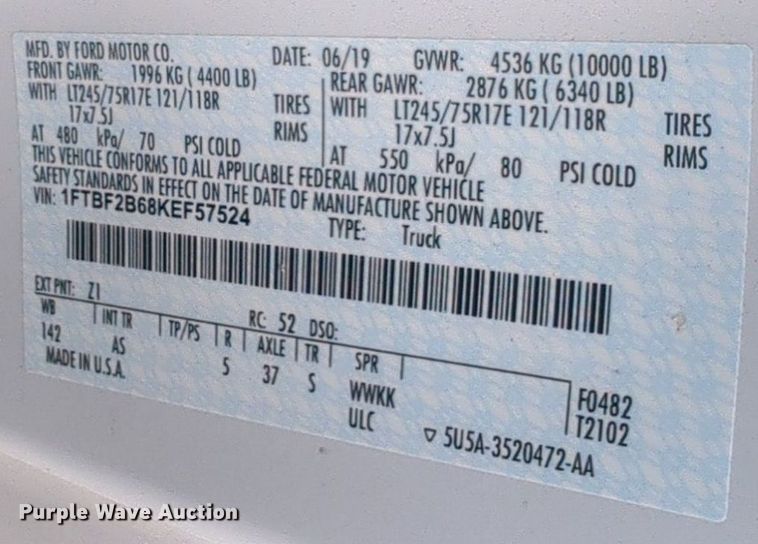 MFD. BY FORD MOTOR CO. DATE: 06/19 GVWR: 4536 KG (10000 LB)
FRONT GAWR: 1996 KG ( 4400 LB) REAR GAWR: 2876 KG ( 6340 LB)
WITH LT245/75R17E 121/118R TIRES WITH LT245/75R17E 121/118R TIRES
17x7.5J RIMS 17x7.5J RIMS
AT 480 kPa/ 70 PSI COLD AT 550 kPa/ 80 PSI COLD
THIS VEHICLE CONFORMS TO ALL APPLICABLE FEDERAL MOTOR VEHICLE
SAFETY STANDARDS IN EFFECT ON THE DATE OF MANUFACTURE SHOWN ABOVE.
VIN: 1FTBF2B68KEF57524 TYPE: Truck
EXT PNT: Z1 RC: 52 DSO:
WB INT TR TP/PS R AXLE TR SPR
142 AS 5 37 S WWKK F0482
MADE IN U.S.A. ULC T2102
5U5A-3520472-AA
Purple Wave Auction